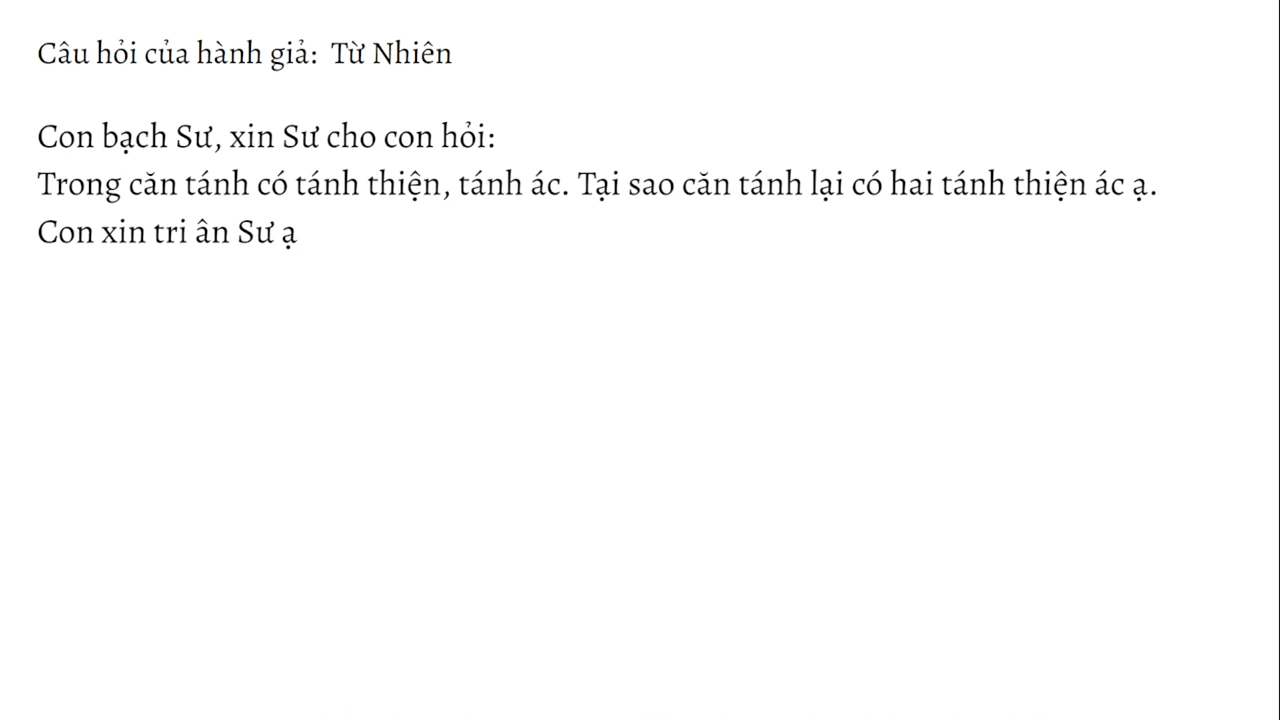 Câu hỏi của hành giả: Từ Nhiên
Con bạch Sư, xin Sư cho con hỏi:
Trong căn tánh có tánh thiện, tánh ác. Tại sao căn tánh lại có hai tánh thiện ác ạ.
Con xin tri ân Sư ạ